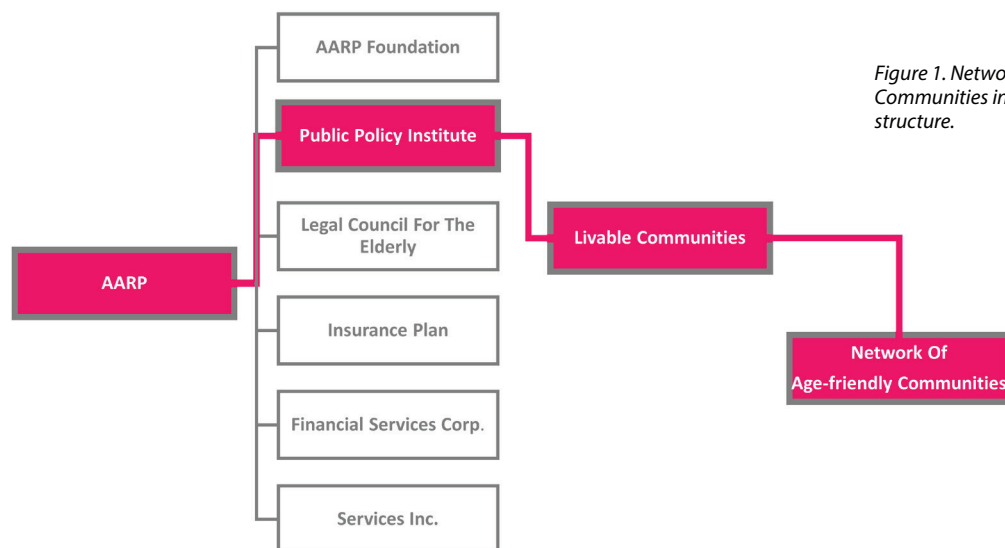 AARP Foundation
Figure 1. Netwo
Communities in
structure.
Public Policy Institute
Legal Council For The
Elderly
Livable Communities
AARP
Insurance Plan
Network Of
Age-friendly Communities
Financial Services Corp.
Services Inc.